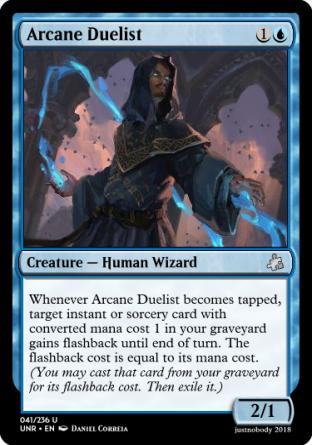 Arcane Duelist 1
Creature — Human Wizard
Whenever Arcane Duelist becomes tapped,
target instant or sorcery card with
converted mana cost 1 in your graveyard
gains flashback until end of turn. The
flashback cost is equal to its mana cost.
(You may cast that card from your graveyard
for its flashback cost. Then exile it.)
2/1
041/236 U
UNR • EN Daniel Correia
justnobody 2018